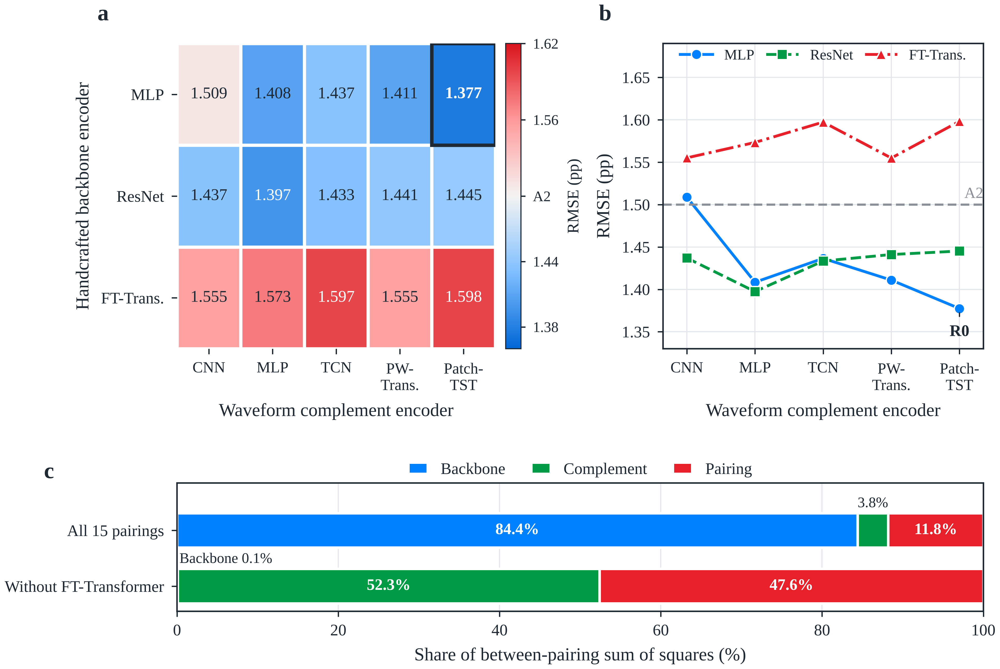 a
1.509 1.408 1.437 1.411 1.377
1.437 1.397 1.433 1.441 1.445
1.555 1.573 1.597 1.555 1.598
MLP
ResNet
FT-Trans.
Handcrafted backbone encoder
CNN MLP TCN PW-Trans. Patch-TST
Waveform complement encoder
1.62
1.56
A2
1.44
1.38
RMSE (pp)
b
MLP ResNet FT-Trans.
1.65
1.60
1.55
1.50
1.45
1.40
1.35
RMSE (pp)
A2
R0
CNN MLP TCN PW-Trans. Patch-TST
Waveform complement encoder
c
Backbone Complement Pairing
3.8%
All 15 pairings 84.4% 11.8%
Backbone 0.1%
Without FT-Transformer 52.3% 47.6%
0 20 40 60 80 100
Share of between-pairing sum of squares (%)